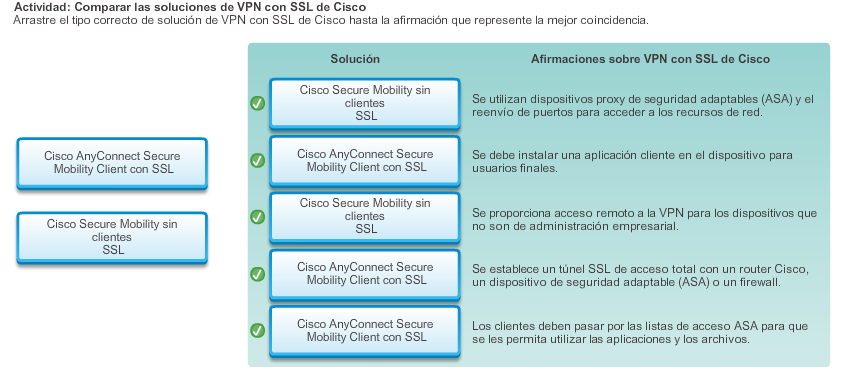 Actividad: Comparar las soluciones de VPN con SSL de Cisco
Arrastre el tipo correcto de solución de VPN con SSL de Cisco hasta la afirmación que represente la mejor coincidencia.
Cisco AnyConnect Secure
Mobility Client con SSL
Cisco Secure Mobility sin
clientes
SSL
Solución
Afirmaciones sobre VPN con SSL de Cisco
Cisco Secure Mobility sin
clientes
SSL
Se utilizan dispositivos proxy de seguridad adaptables (ASA) y el
reenvío de puertos para acceder a los recursos de red.
Cisco AnyConnect Secure
Mobility Client con SSL
Se debe instalar una aplicación cliente en el dispositivo para
usuarios finales.
Cisco Secure Mobility sin
clientes
SSL
Se proporciona acceso remoto a la VPN para los dispositivos que
no son de administración empresarial.
Cisco AnyConnect Secure
Mobility Client con SSL
Se establece un túnel SSL de acceso total con un router Cisco,
un dispositivo de seguridad adaptable (ASA) o un firewall.
Cisco AnyConnect Secure
Mobility Client con SSL
Los clientes deben pasar por las listas de acceso ASA para que
se les permita utilizar las aplicaciones y los archivos.